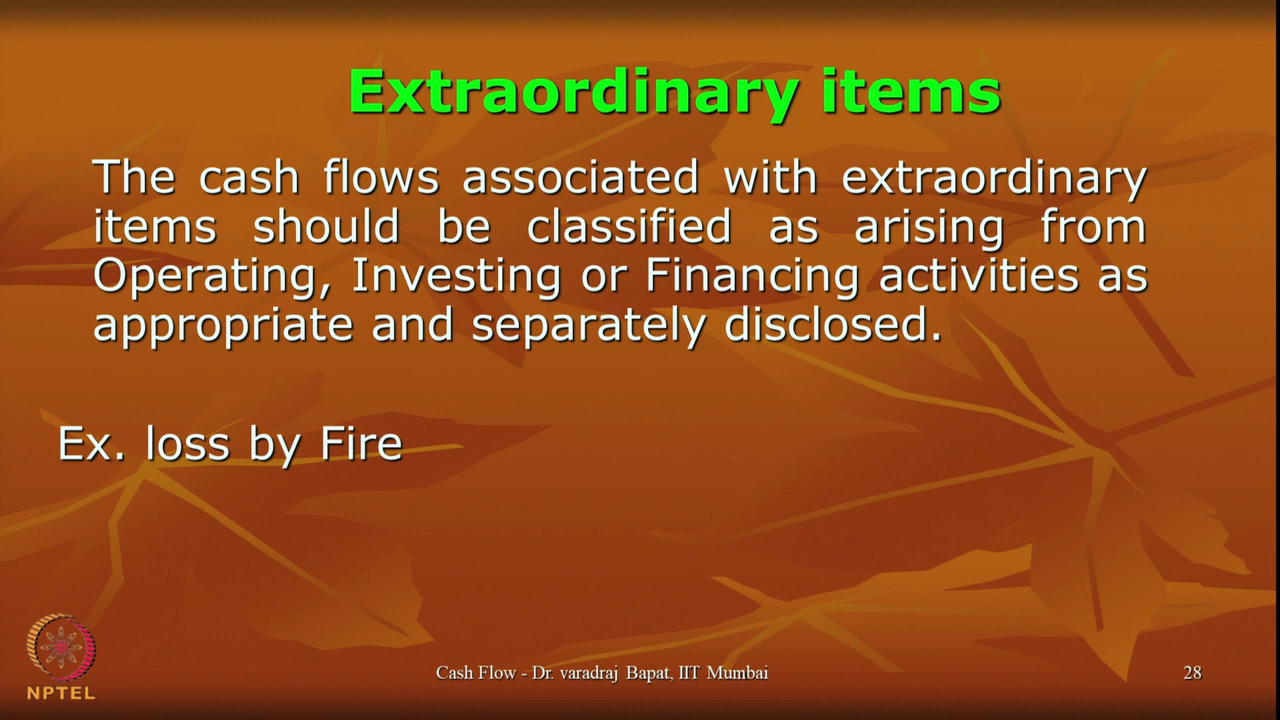 Extraordinary items
The cash flows associated with extraordinary
items should be classified as arising from
Operating, Investing or Financing activities as
appropriate and separately disclosed.
Ex. loss by Fire
NPTEL
Cash Flow - Dr. varadraj Bapat, IIT Mumbai
28